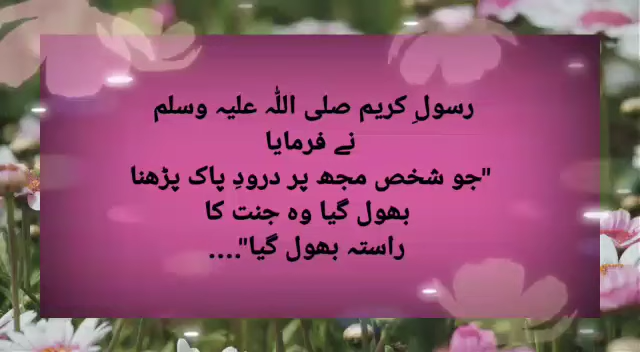 رسولِ کریم صلی اللّٰہ علیہ وسلم
نے فرمایا
"جو شخص مجھ پر درودِ پاک پڑھنا
بھول گیا وہ جنت کا
راستہ بھول گیا"....